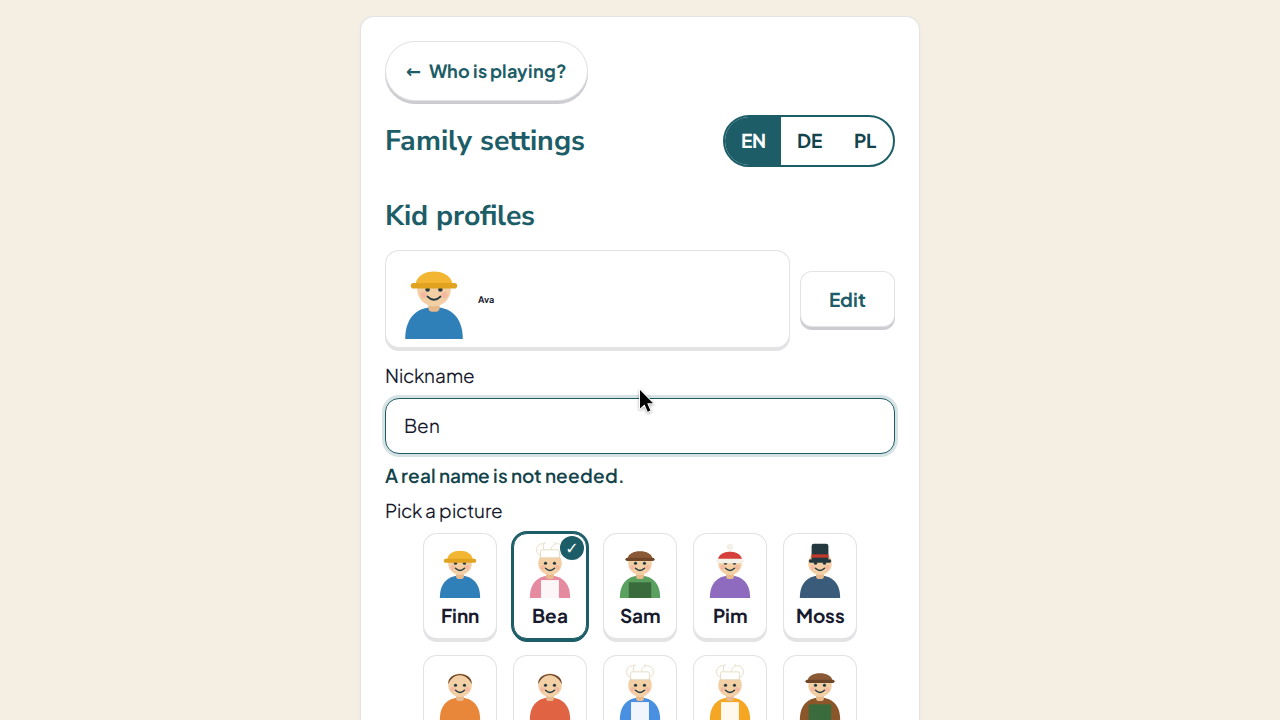 ← Who is playing?
Family settings
EN DE PL
Kid profiles
Ava
Edit
Nickname
Ben
A real name is not needed.
Pick a picture
Finn Bea Sam Pim Moss